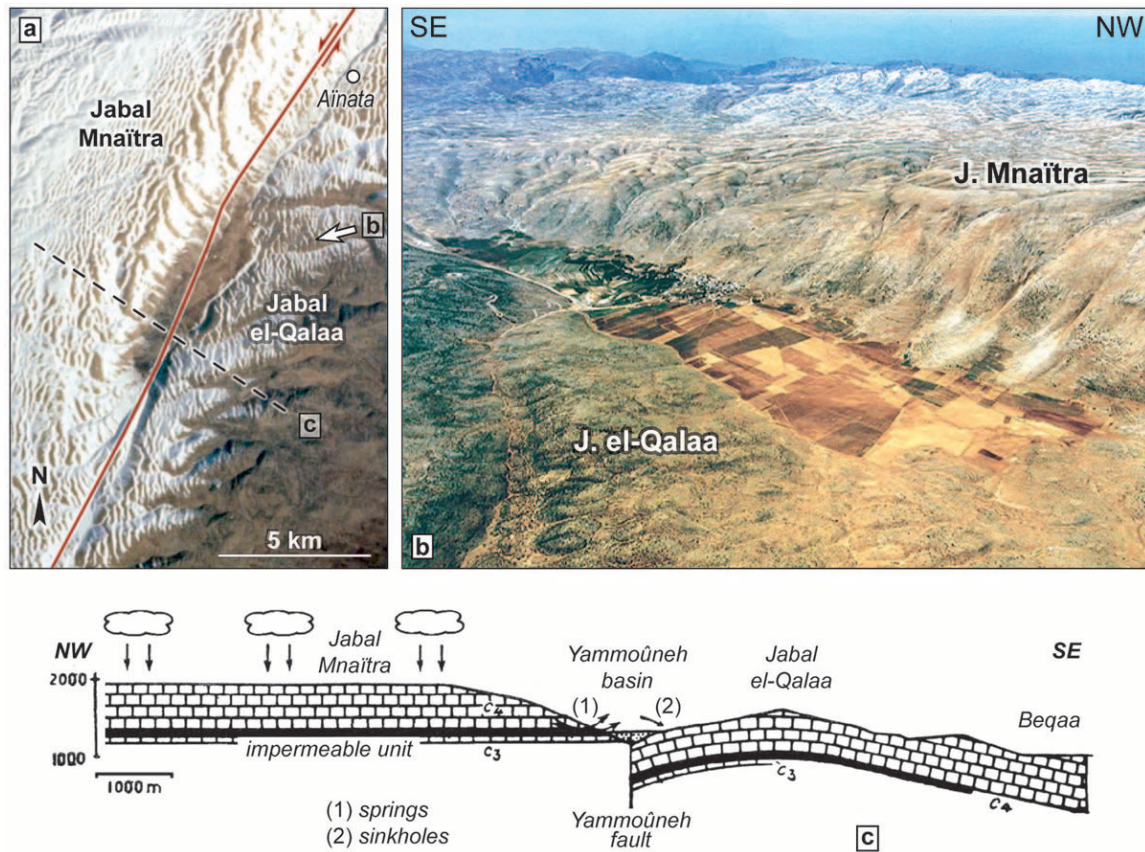 a
Jabal
Mnaïtra
Aïnata
b
Jabal
el-Qalaa
c
N
5 km
SE
NW
J. Mnaïtra
J. el-Qalaa
b
NW
Jabal
Mnaïtra
Yammoûneh
basin
Jabal
el-Qalaa
SE
2000
(1)
(2)
Beqaa
C4
impermeable unit
C3
1000
1000 m
C3
C4
(1) springs
(2) sinkholes
Yammoûneh
fault
c